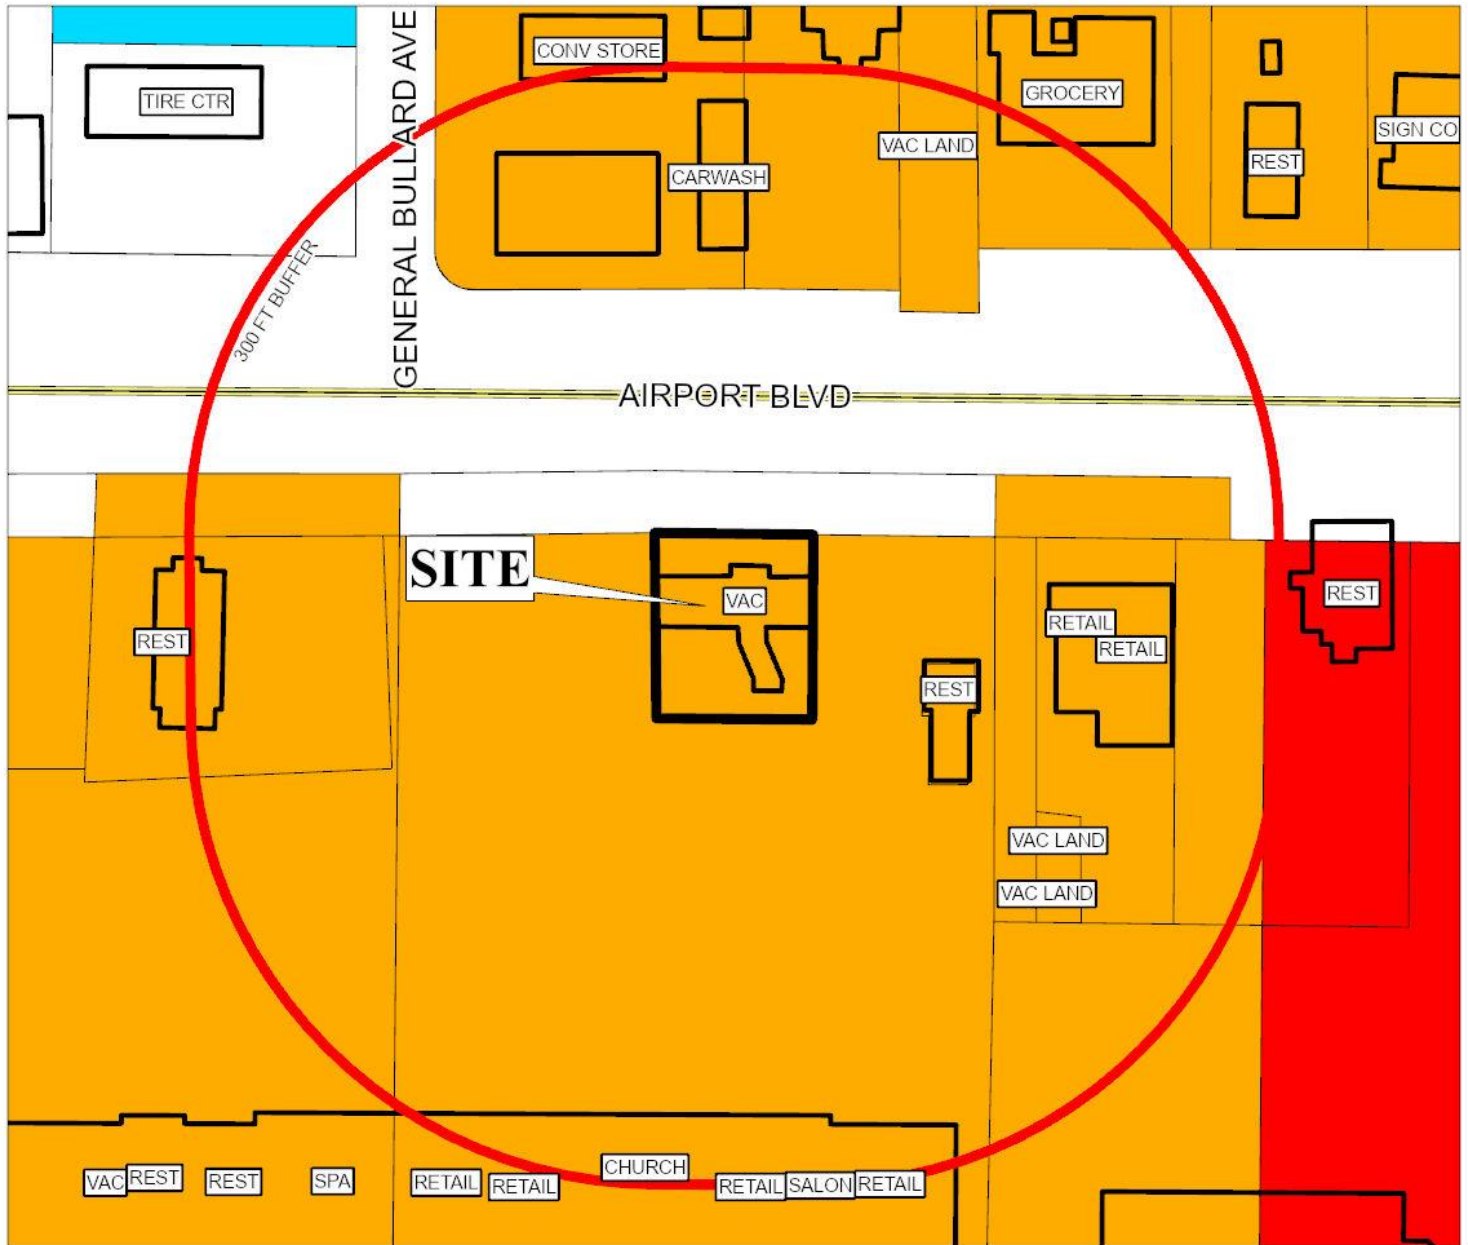 GENERAL BULLARD AVE
CONV STORE
TIRE CTR
GROCERY
SIGN CO
VAC LAND
REST
CARWASH
300 FT BUFFER
AIRPORT BLVD
SITE
VAC
REST
RETAIL
REST
RETAIL
REST
VAC LAND
VAC LAND
VAC
REST
REST
SPA
RETAIL
RETAIL
CHURCH
RETAIL
SALON
RETAIL